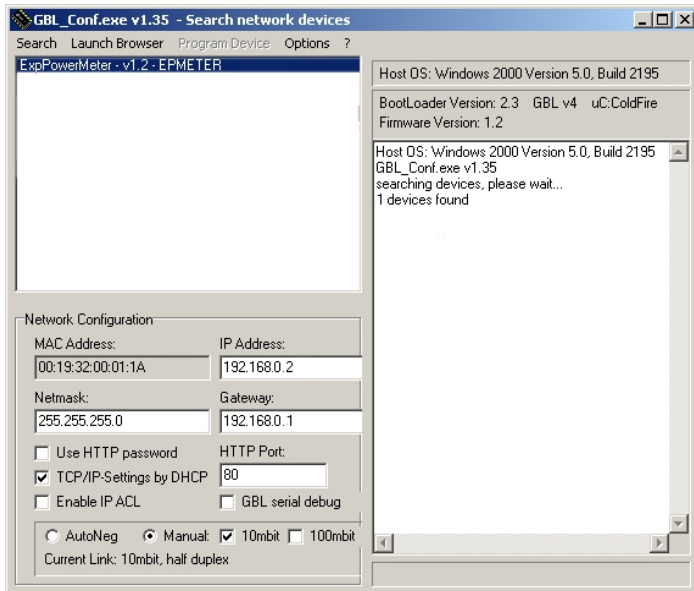 GBL_Conf.exe v1.35 - Search network devices
Search Launch Browser Program Device Options ?
ExpPowerMeter - v1.2 - EPMETER
Network Configuration
MAC Address: IP Address:
00:19:32:00:01:1A 192.168.0.2
Netmask: Gateway:
255.255.255.0 192.168.0.1
Use HTTP password HTTP Port:
TCP/IP-Settings by DHCP 80
Enable IP ACL GBL serial debug
AutoNeg Manual: 10mbit 100mbit
Current Link: 10mbit, half duplex
Host OS: Windows 2000 Version 5.0, Build 2195
BootLoader Version: 2.3 GBL v4 uC:ColdFire
Firmware Version: 1.2
Host OS: Windows 2000 Version 5.0, Build 2195
GBL_Conf.exe v1.35
searching devices, please wait...
1 devices found